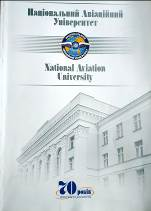 Національний Авіаційний
Університет
National Aviation
University
70 років